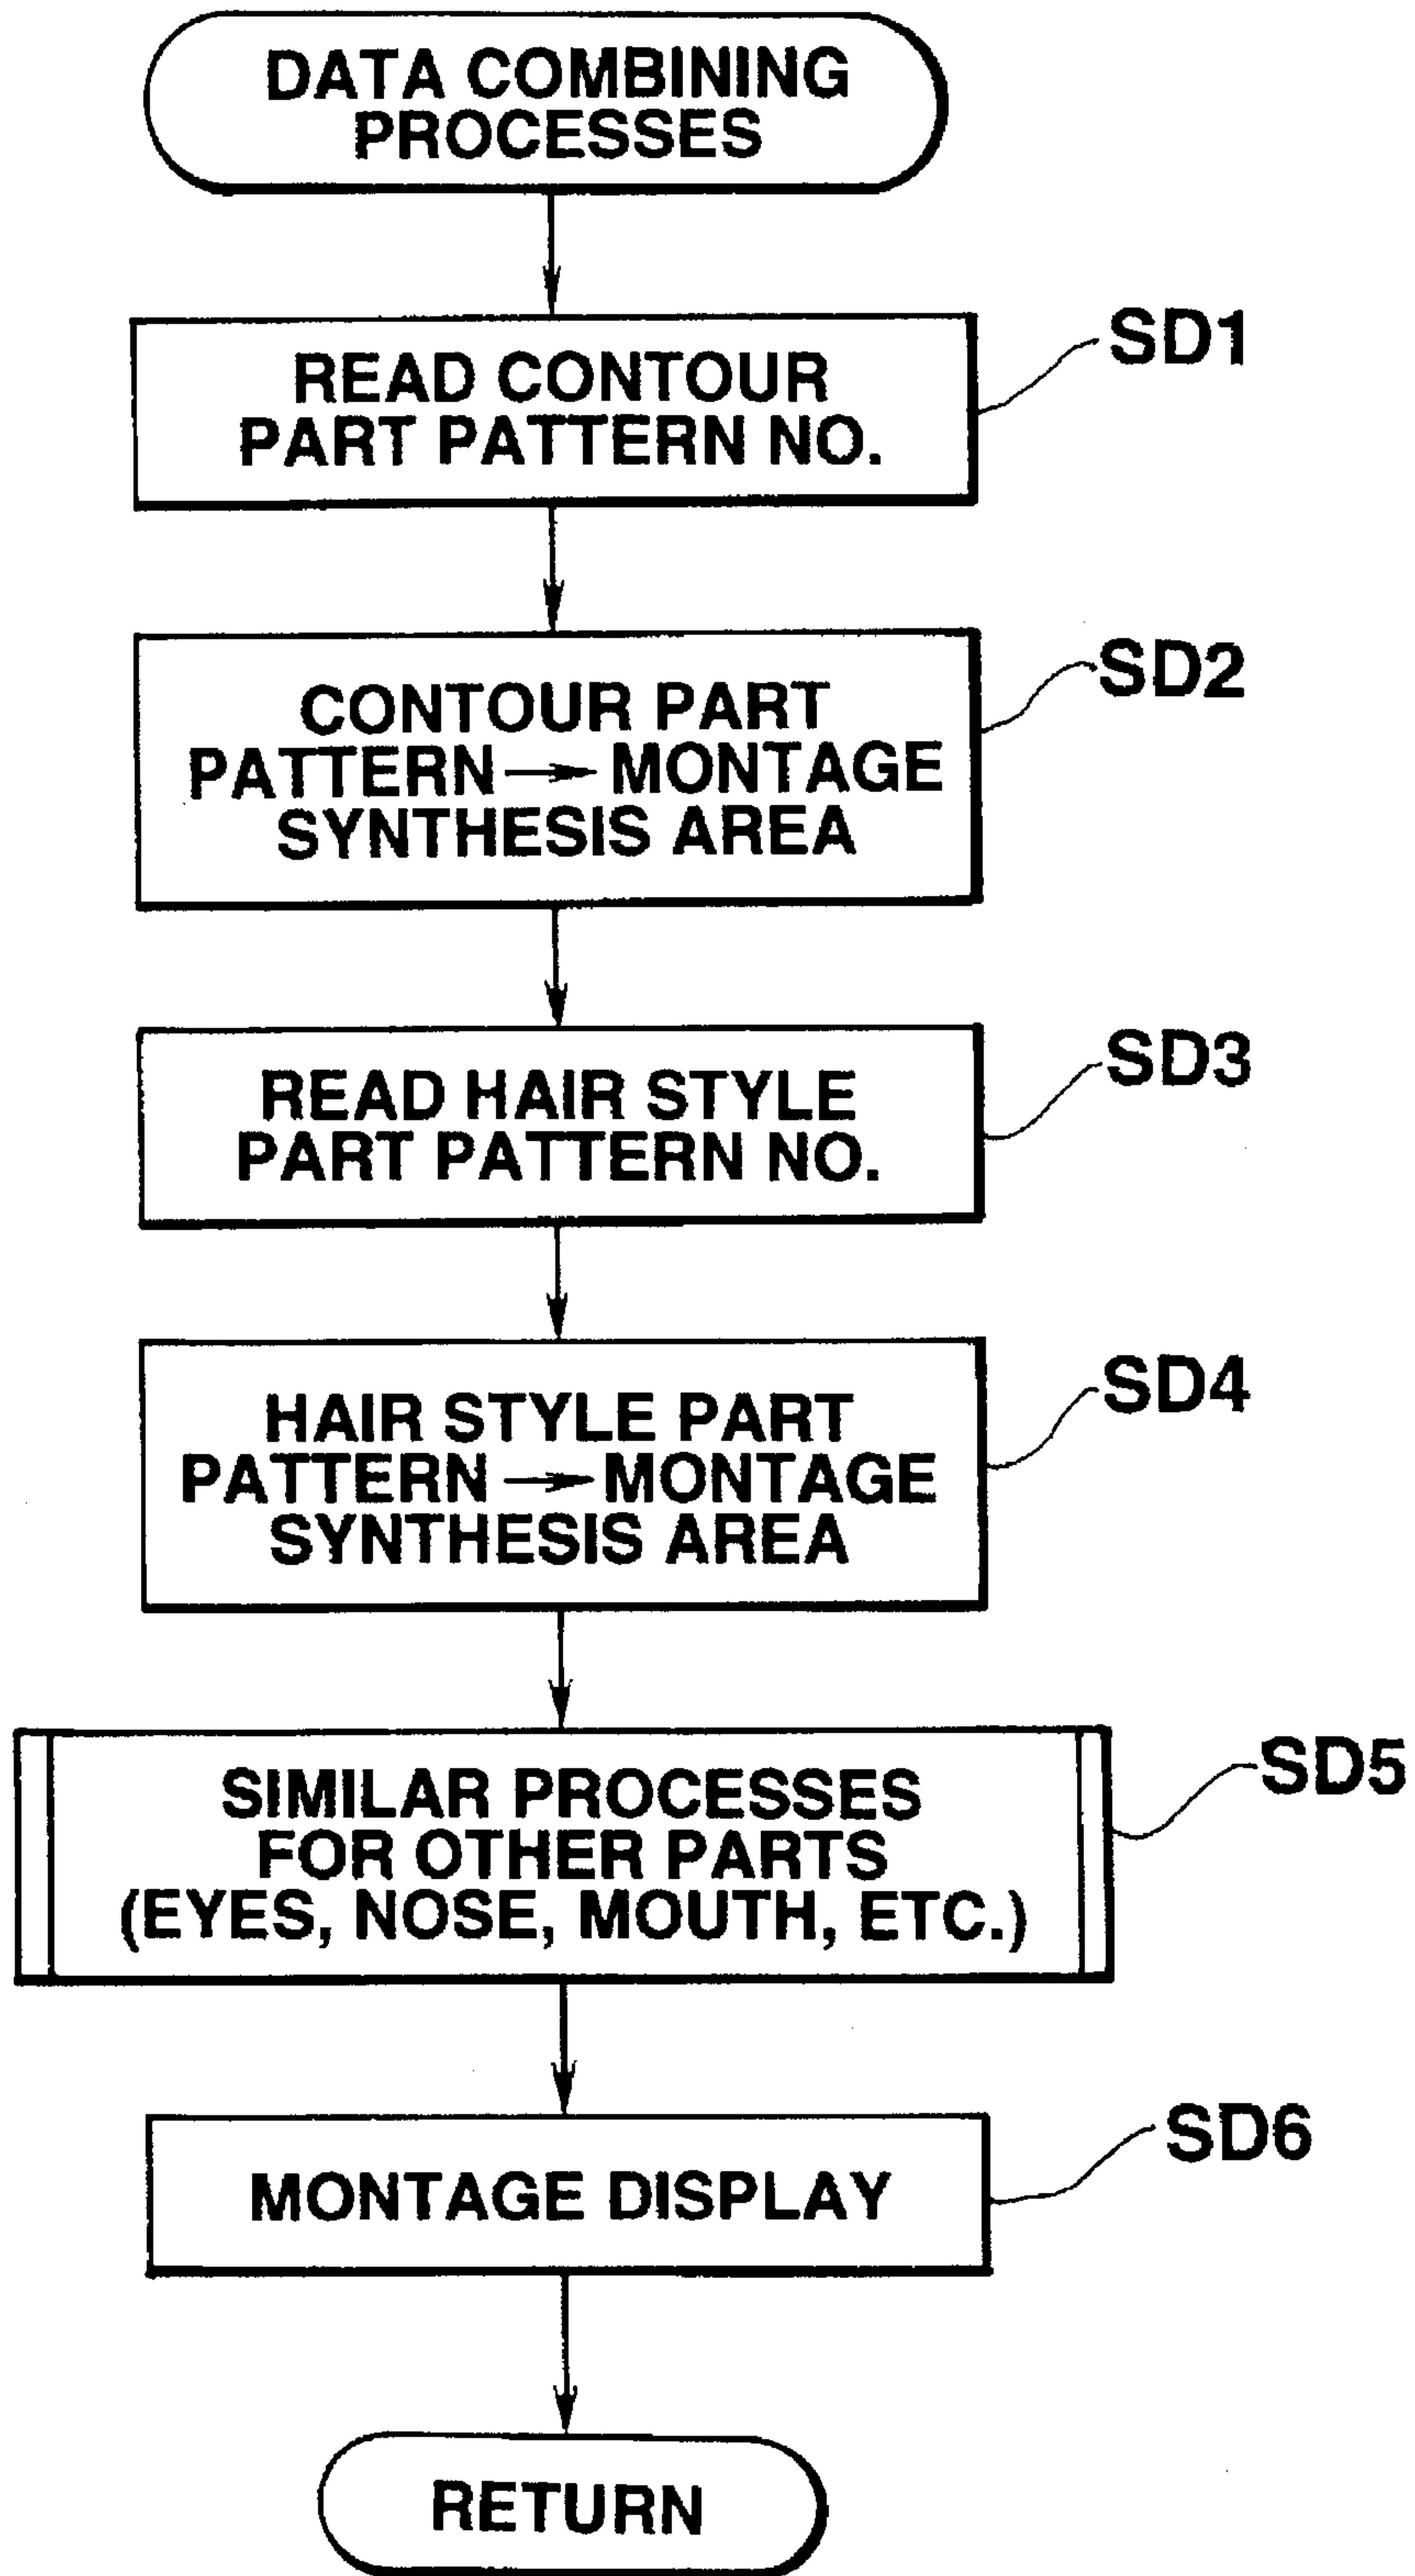 DATA COMBINING
PROCESSES
READ CONTOUR
PART PATTERN NO.
SD1
CONTOUR PART
PATTERN → MONTAGE
SYNTHESIS AREA
SD2
READ HAIR STYLE
PART PATTERN NO.
SD3
HAIR STYLE PART
PATTERN → MONTAGE
SYNTHESIS AREA
SD4
SIMILAR PROCESSES
FOR OTHER PARTS
(EYES, NOSE, MOUTH, ETC.)
SD5
MONTAGE DISPLAY
SD6
RETURN